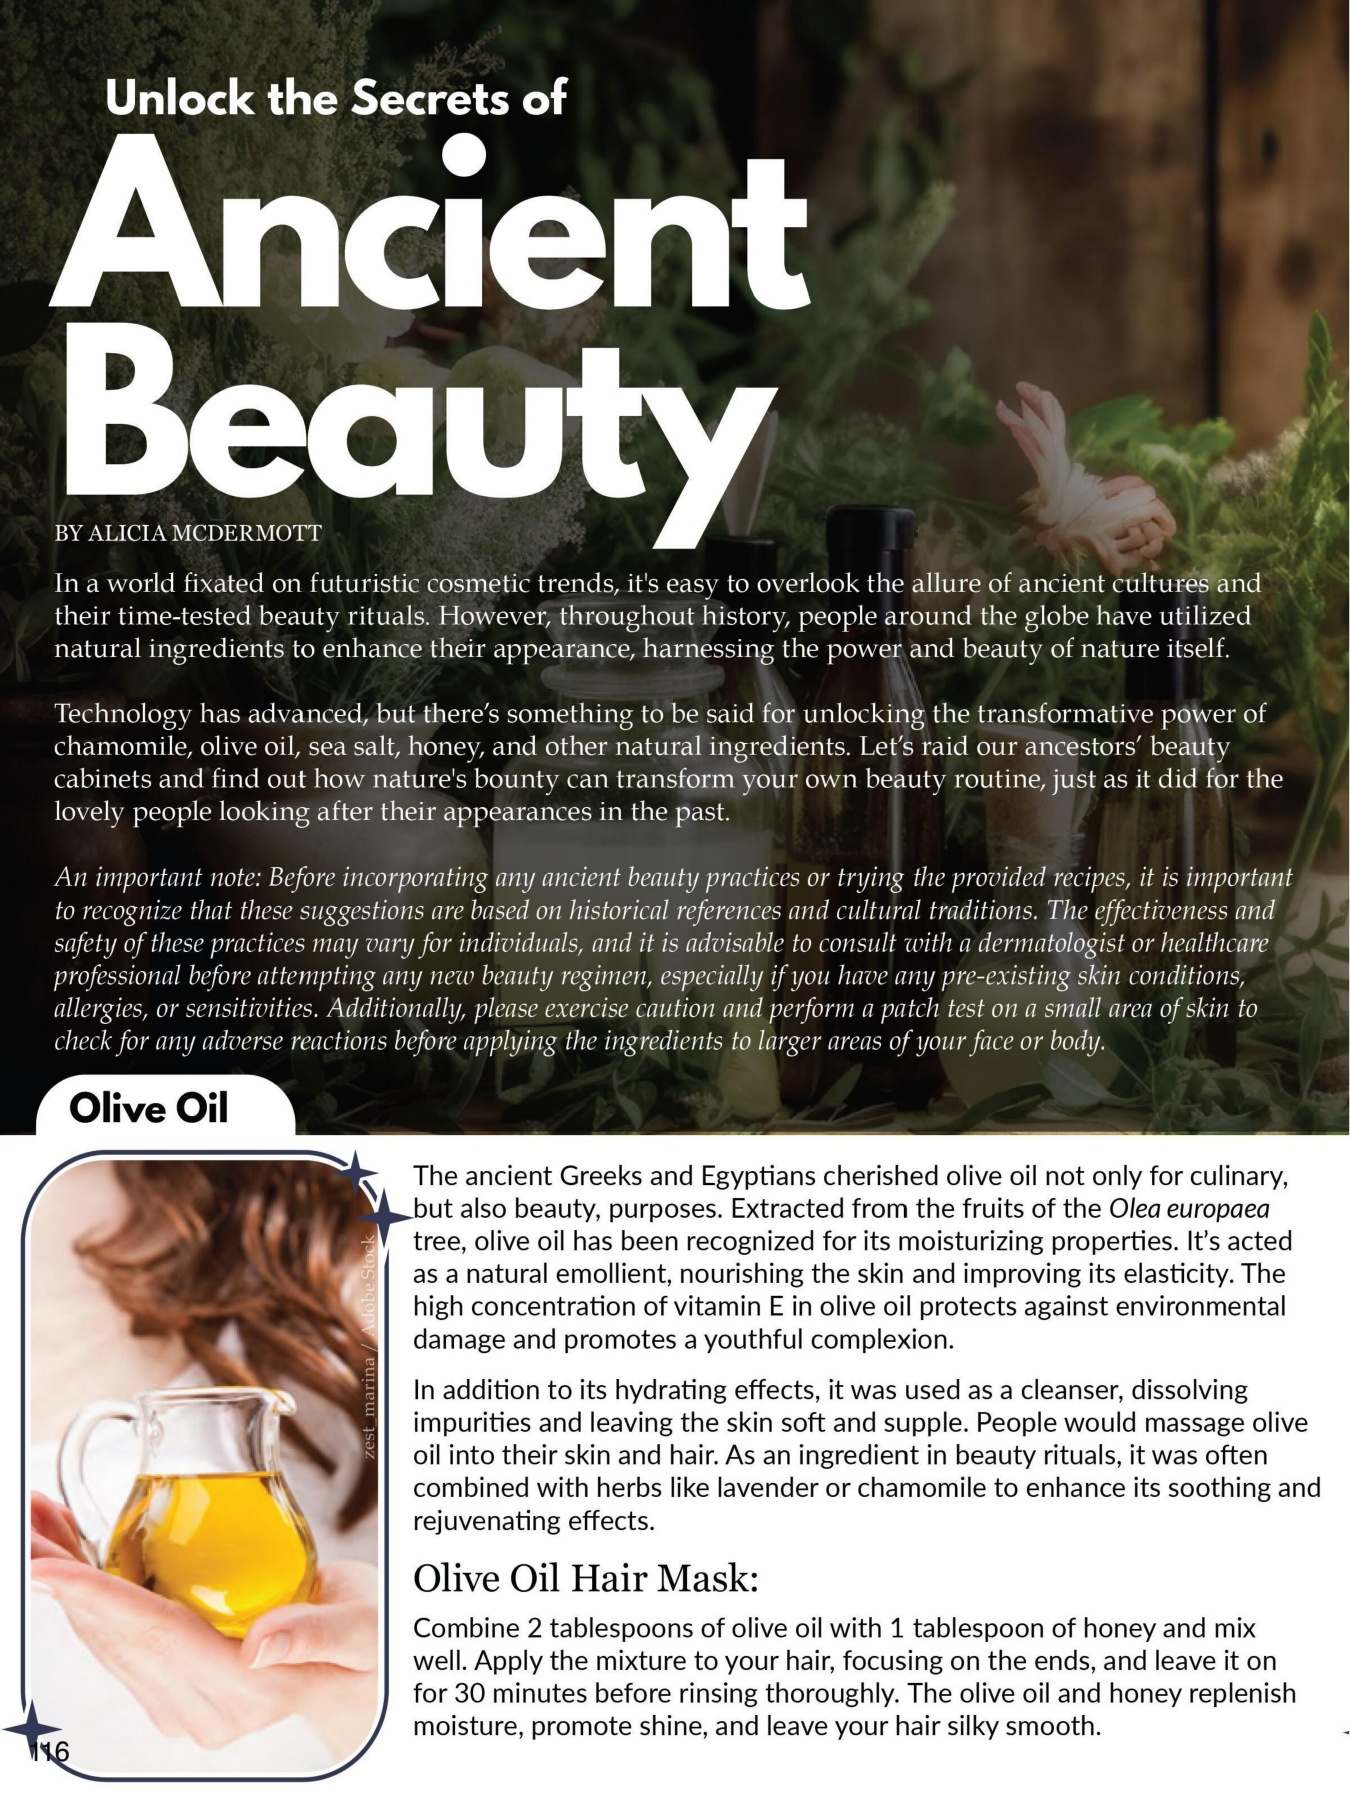 Unlock the Secrets of
Ancient
Beauty
BY ALICIA MCDERMOTT
In a world fixated on futuristic cosmetic trends, it's easy to overlook the allure of ancient cultures and
their time-tested beauty rituals. However, throughout history, people around the globe have utilized
natural ingredients to enhance their appearance, harnessing the power and beauty of nature itself.
Technology has advanced, but there’s something to be said for unlocking the transformative power of
chamomile, olive oil, sea salt, honey, and other natural ingredients. Let’s raid our ancestors’ beauty
cabinets and find out how nature's bounty can transform your own beauty routine, just as it did for the
lovely people looking after their appearances in the past.
An important note: Before incorporating any ancient beauty practices or trying the provided recipes, it is important
to recognize that these suggestions are based on historical references and cultural traditions. The effectiveness and
safety of these practices may vary for individuals, and it is advisable to consult with a dermatologist or healthcare
professional before attempting any new beauty regimen, especially if you have any pre-existing skin conditions,
allergies, or sensitivities. Additionally, please exercise caution and perform a patch test on a small area of skin to
check for any adverse reactions before applying the ingredients to larger areas of your face or body.
Olive Oil
The ancient Greeks and Egyptians cherished olive oil not only for culinary,
but also beauty, purposes. Extracted from the fruits of the Olea europaea
tree, olive oil has been recognized for its moisturizing properties. It’s acted
as a natural emollient, nourishing the skin and improving its elasticity. The
high concentration of vitamin E in olive oil protects against environmental
damage and promotes a youthful complexion.
In addition to its hydrating effects, it was used as a cleanser, dissolving
impurities and leaving the skin soft and supple. People would massage olive
oil into their skin and hair. As an ingredient in beauty rituals, it was often
combined with herbs like lavender or chamomile to enhance its soothing and
rejuvenating effects.
Olive Oil Hair Mask:
Combine 2 tablespoons of olive oil with 1 tablespoon of honey and mix
well. Apply the mixture to your hair, focusing on the ends, and leave it on
for 30 minutes before rinsing thoroughly. The olive oil and honey replenish
moisture, promote shine, and leave your hair silky smooth.
zest_marina / Adobe Stock
116